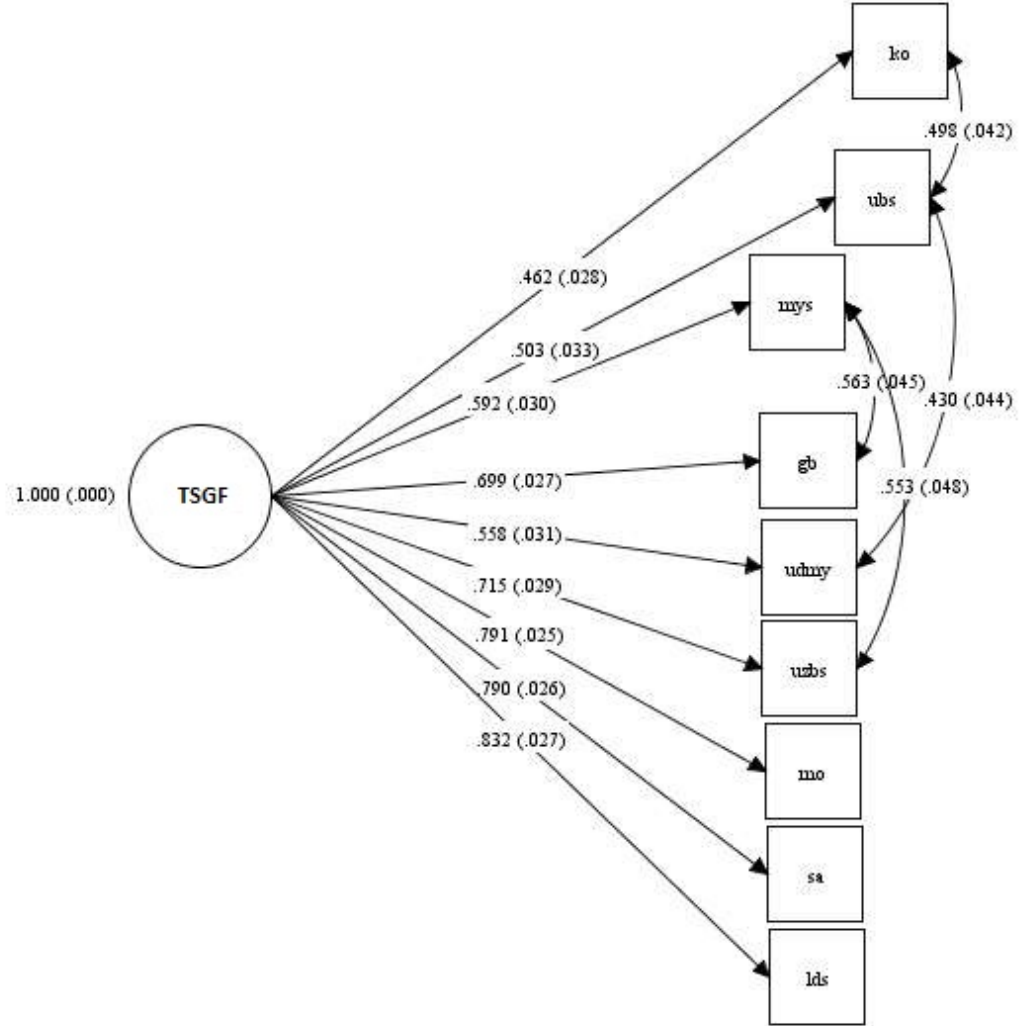 ko
.498 (.042)
ubs
.462 (.028)
mys
.503 (.033)
.563 (.045)
.592 (.030)
.430 (.044)
gb
.699 (.027)
.553 (.048)
1.000 (.000)
TSGF
.558 (.031)
udmy
.715 (.029)
.791 (.025)
uzbs
.790 (.026)
.832 (.027)
mo
sa
lds